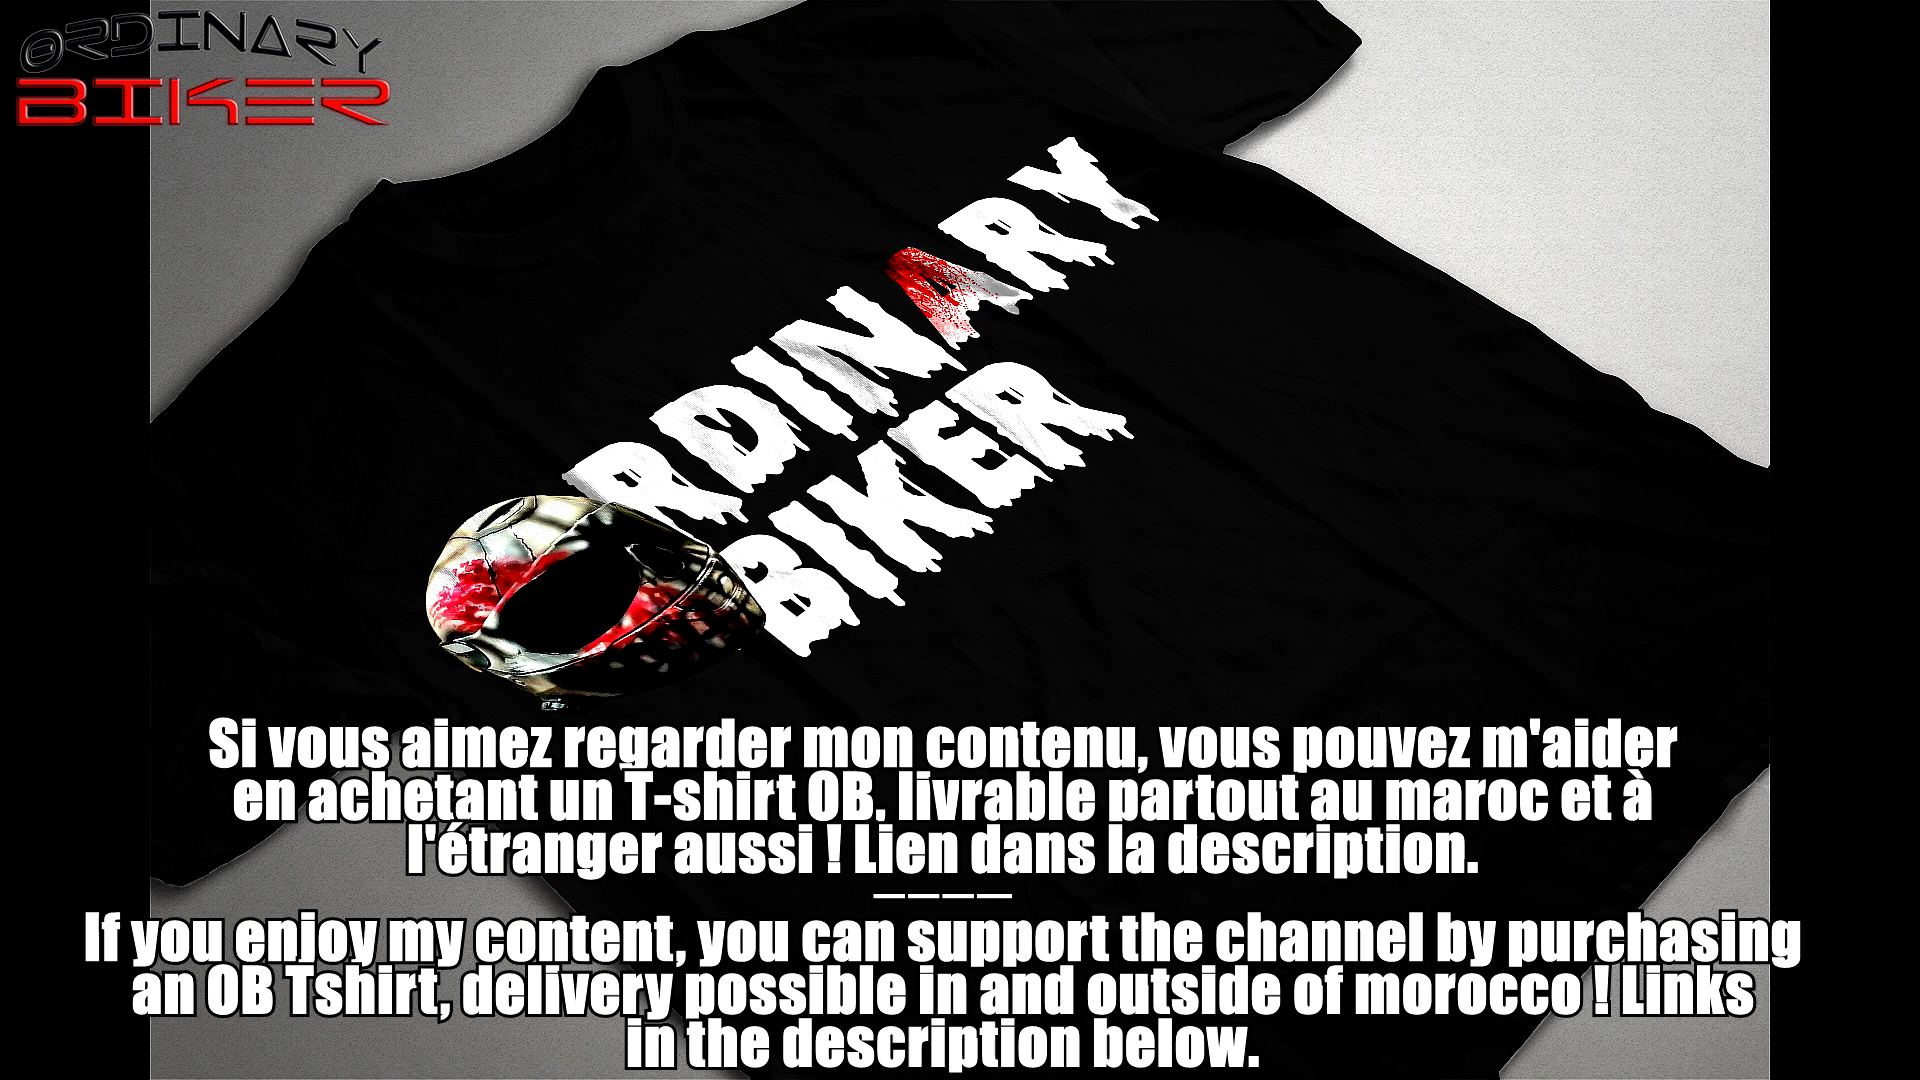 ORDINARY
BIKER
ORDINARY
BIKER
Si vous aimez regarder mon contenu, vous pouvez m'aider
en achetant un T-shirt OB, livrable partout au maroc et à
l'étranger aussi ! Lien dans la description.
————
If you enjoy my content, you can support the channel by purchasing
an OB Tshirt, delivery possible in and outside of morocco ! Links
in the description below.